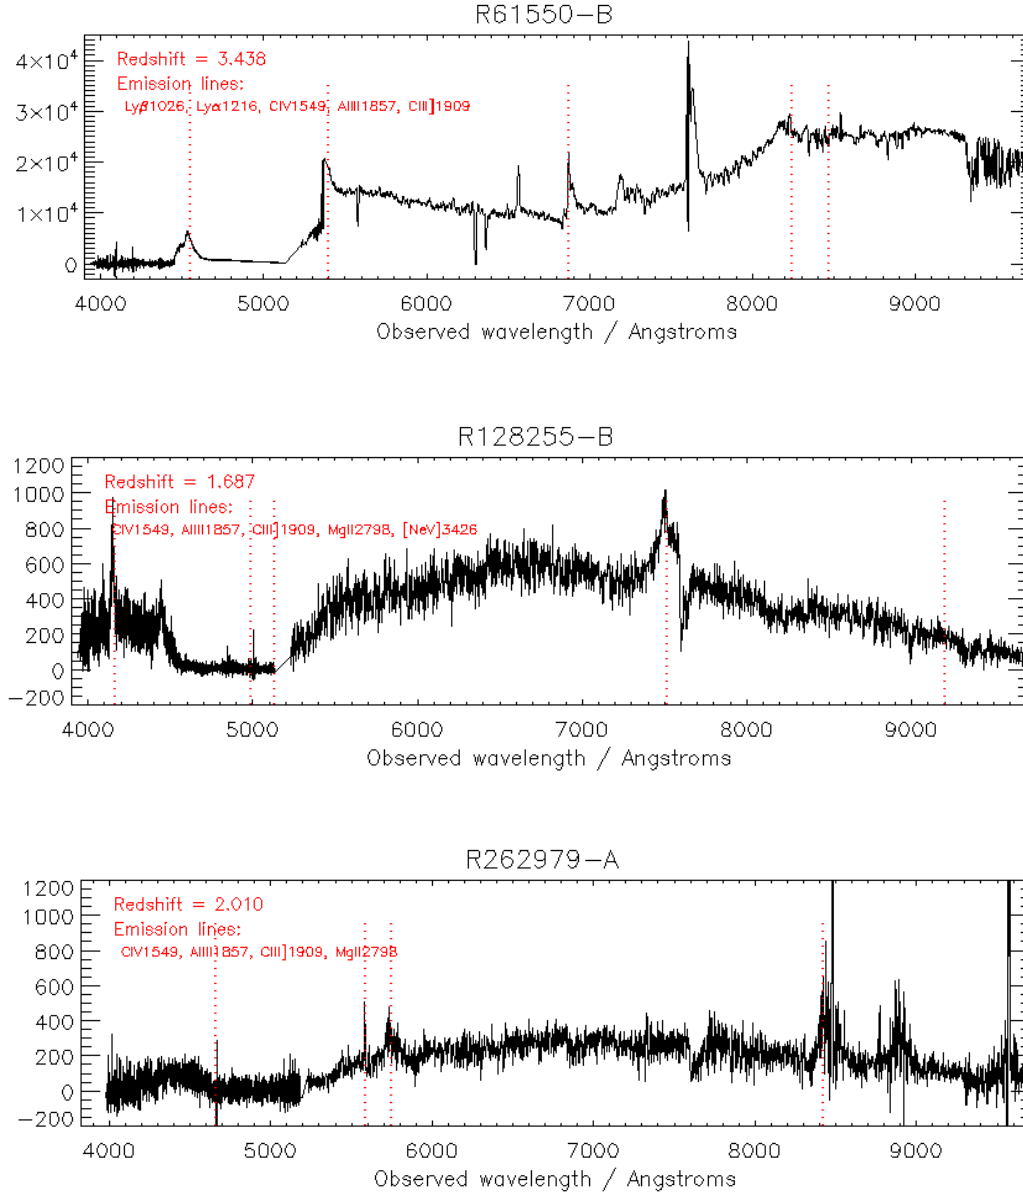 R61550-B
4×10⁴
3×10⁴
2×10⁴
1×10⁴
0
Redshift = 3.438
Emission lines:
Lyβ1026, Lyα1216, CIV1549, AlIII1857, CIII]1909
4000 5000 6000 7000 8000 9000
Observed wavelength / Angstroms
R128255-B
1200
1000
800
600
400
200
0
-200
Redshift = 1.687
Emission lines:
CIV1549, AlIII1857, CIII]1909, MgII2798, [NeV]3426
4000 5000 6000 7000 8000 9000
Observed wavelength / Angstroms
R262979-A
1200
1000
800
600
400
200
0
-200
Redshift = 2.010
Emission lines:
CIV1549, AlIII1857, CIII]1909, MgII2798
4000 5000 6000 7000 8000 9000
Observed wavelength / Angstroms